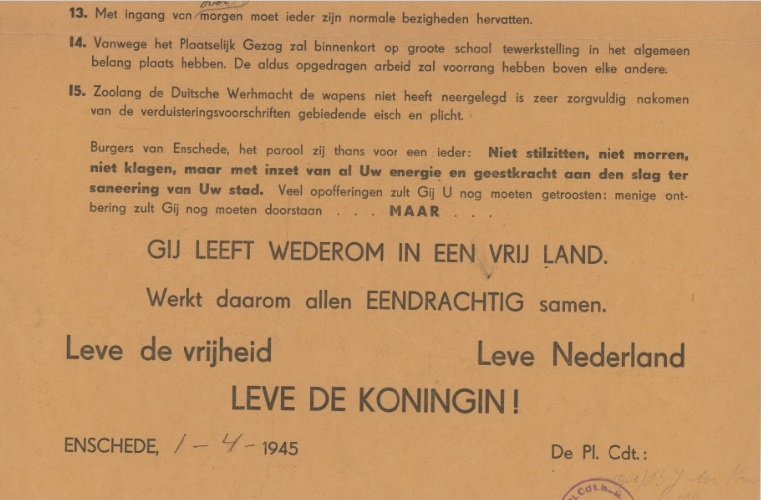 over
13. Met ingang van morgen moet ieder zijn normale bezigheden hervatten.
14. Vanwege het Plaatselijk Gezag zal binnenkort op groote schaal tewerkstelling in het algemeen
belang plaats hebben. De aldus opgedragen arbeid zal voorrang hebben boven elke andere.
15. Zoolang de Duitsche Werhmacht de wapens niet heeft neergelegd is zeer zorgvuldig nakomen
van de verduisteringsvoorschriften gebiedende eisch en plicht.
Burgers van Enschede, het parool zij thans voor een ieder: Niet stilzitten, niet morren,
niet klagen, maar met inzet van al Uw energie en geestkracht aan den slag ter
saneering van Uw stad. Veel opofferingen zult Gij U nog moeten getroosten: menige ont-
bering zult Gij nog moeten doorstaan . . . MAAR . . .
GIJ LEEFT WEDEROM IN EEN VRIJ LAND.
Werkt daarom allen EENDRACHTIG samen.
Leve de vrijheid Leve Nederland
LEVE DE KONINGIN!
ENSCHEDE, 1-4-1945 De Pl. Cdt.: